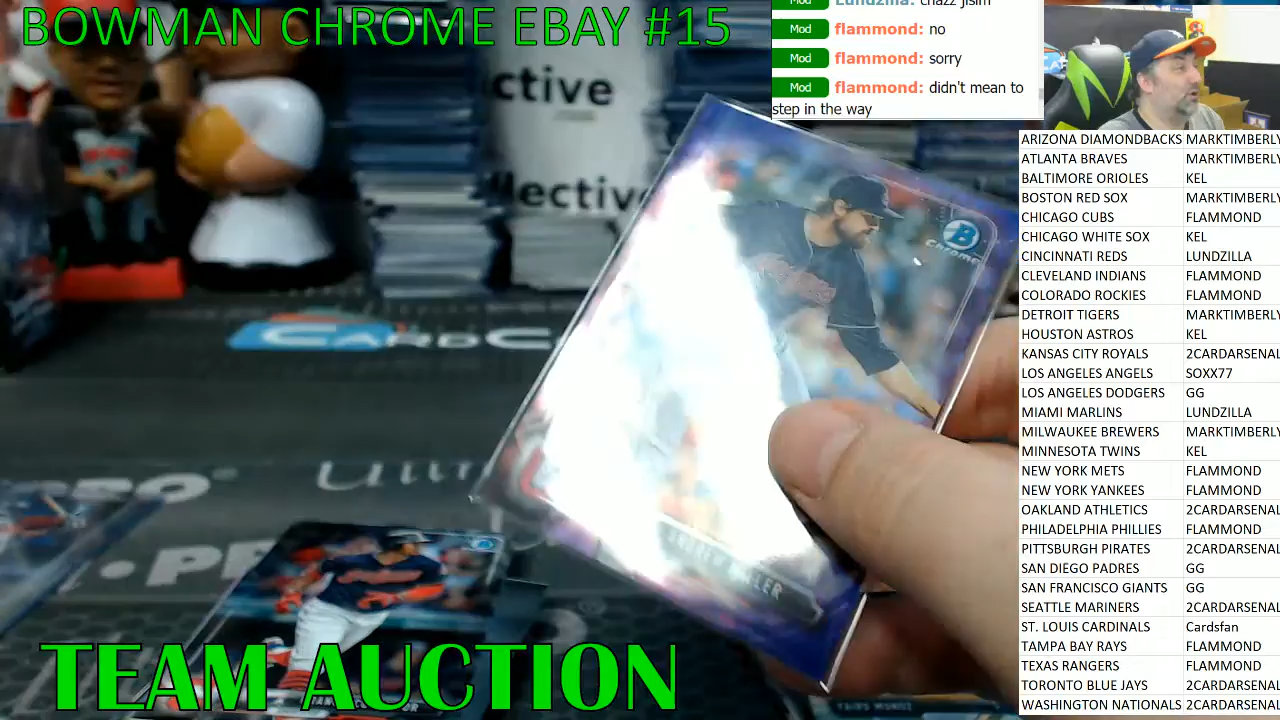 BOWMAN CHROME EBAY #15
Mod
Mod flammond: no
Mod flammond: sorry
Mod flammond: didn't mean to
step in the way
ctive
lective
B
Chrome
CARDC
TEAM AUCTION
ARIZONA DIAMONDBACKS MARKTIMBERLY
ATLANTA BRAVES MARKTIMBERLY
BALTIMORE ORIOLES KEL
BOSTON RED SOX MARKTIMBERLY
CHICAGO CUBS FLAMMOND
CHICAGO WHITE SOX KEL
CINCINNATI REDS LUNDZILLA
CLEVELAND INDIANS FLAMMOND
COLORADO ROCKIES FLAMMOND
DETROIT TIGERS MARKTIMBERLY
HOUSTON ASTROS KEL
KANSAS CITY ROYALS 2CARDARSENAL
LOS ANGELES ANGELS SOXX77
LOS ANGELES DODGERS GG
MIAMI MARLINS LUNDZILLA
MILWAUKEE BREWERS MARKTIMBERLY
MINNESOTA TWINS KEL
NEW YORK METS FLAMMOND
NEW YORK YANKEES FLAMMOND
OAKLAND ATHLETICS 2CARDARSENAL
PHILADELPHIA PHILLIES FLAMMOND
PITTSBURGH PIRATES 2CARDARSENAL
SAN DIEGO PADRES GG
SAN FRANCISCO GIANTS GG
SEATTLE MARINERS 2CARDARSENAL
ST. LOUIS CARDINALS Cardsfan
TAMPA BAY RAYS FLAMMOND
TEXAS RANGERS FLAMMOND
TORONTO BLUE JAYS 2CARDARSENAL
WASHINGTON NATIONALS 2CARDARSENAL